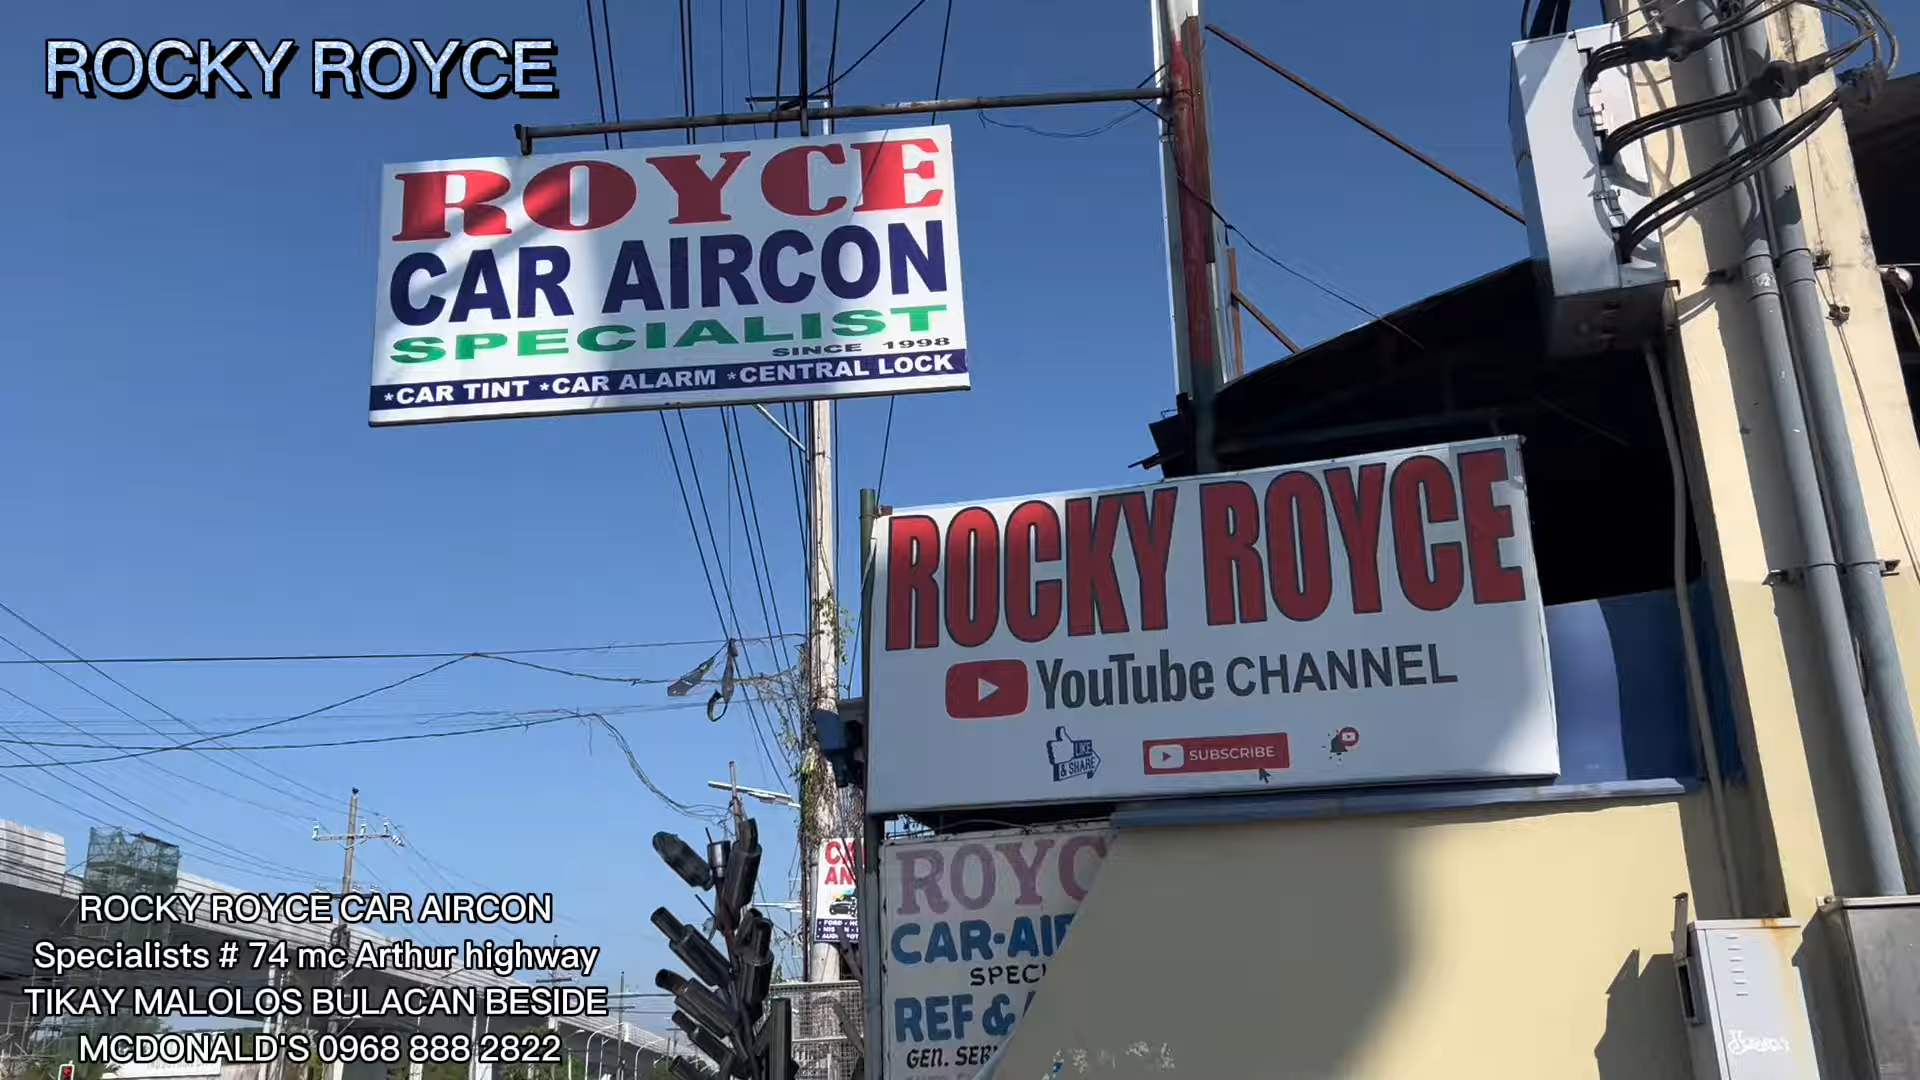 ROCKY ROYCE
ROYCE
CAR AIRCON
SPECIALIST
SINCE 1998
*CAR TINT *CAR ALARM *CENTRAL LOCK
ROCKY ROYCE
YouTube CHANNEL
LIKE
& SHARE
SUBSCRIBE
ROYC
CAR-AI
SPEC
REF &
GEN. SER
ROCKY ROYCE CAR AIRCON
Specialists # 74 mc Arthur highway
TIKAY MALOLOS BULACAN BESIDE
MCDONALD'S 0968 888 2822